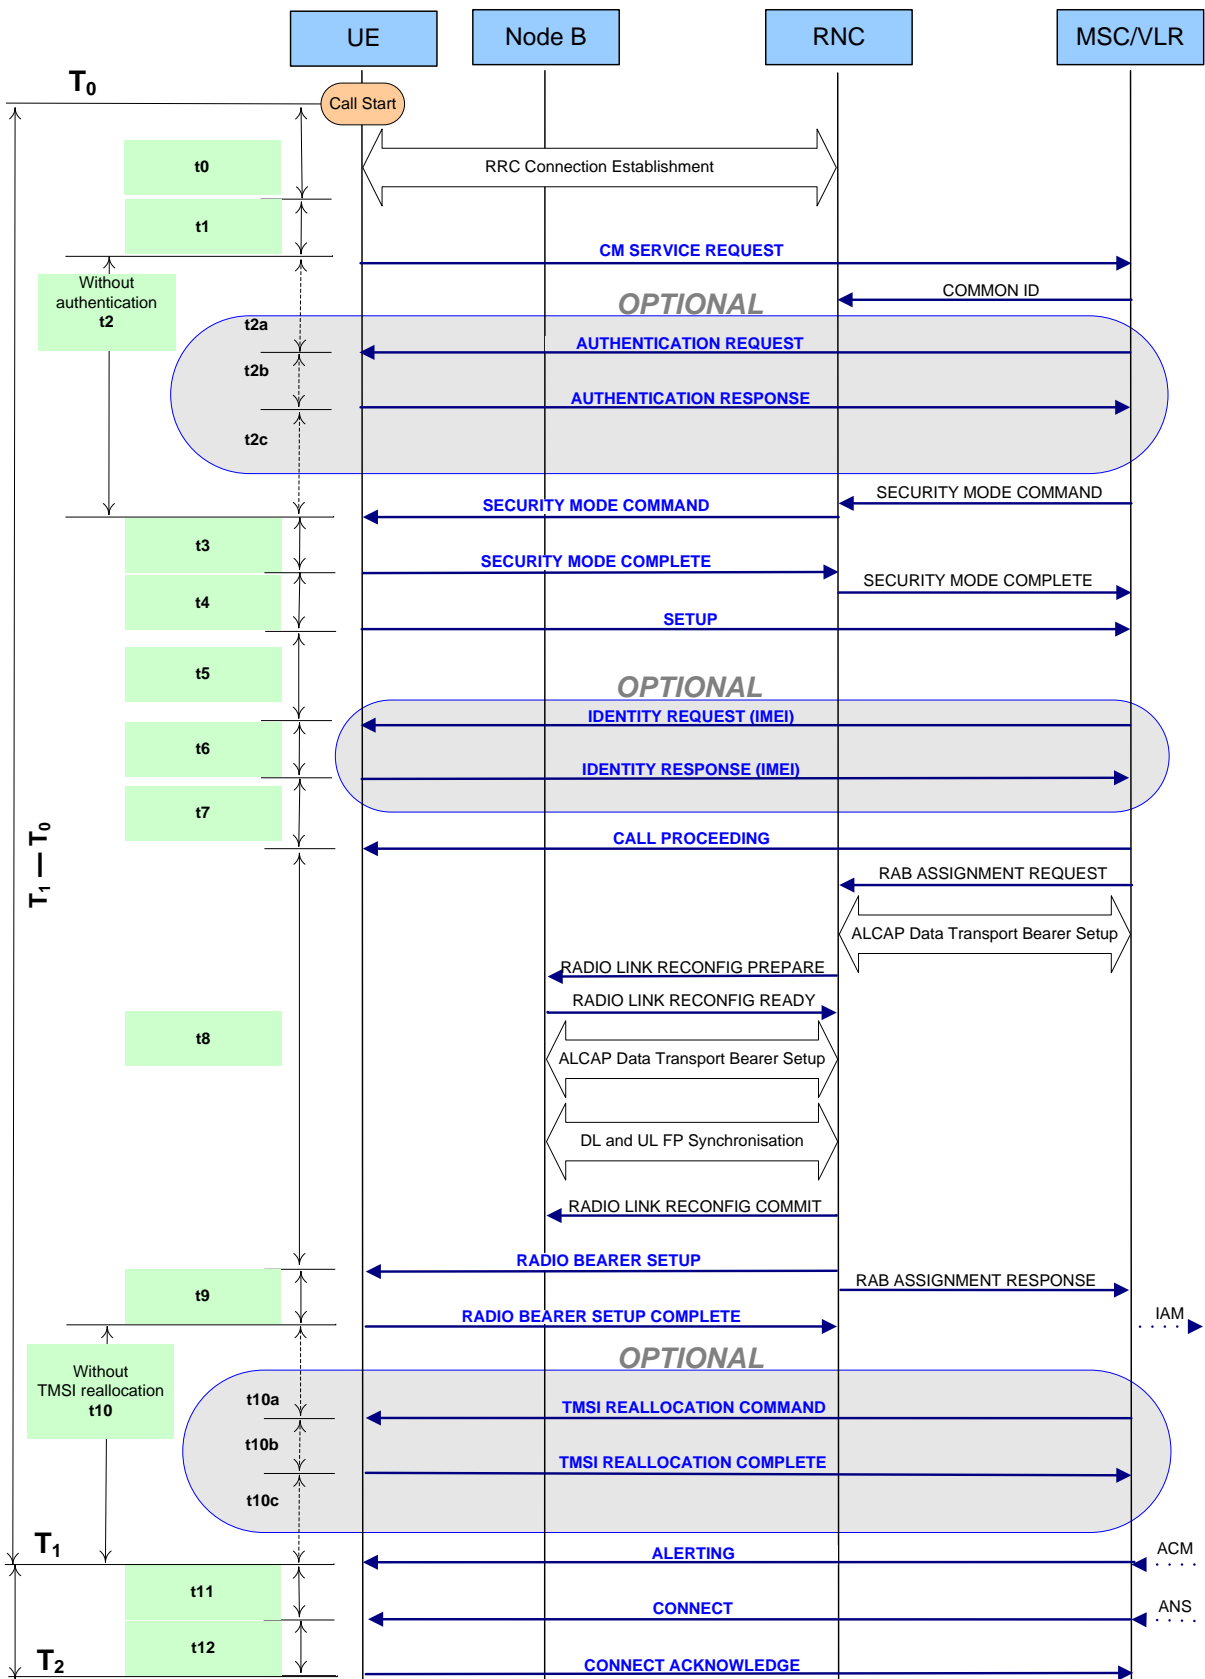 UE
Node B
RNC
MSC/VLR
T0
Call Start
t0
RRC Connection Establishment
t1
CM SERVICE REQUEST
Without
authentication
t2
COMMON ID
OPTIONAL
t2a
AUTHENTICATION REQUEST
t2b
AUTHENTICATION RESPONSE
t2c
SECURITY MODE COMMAND
SECURITY MODE COMMAND
t3
SECURITY MODE COMPLETE
SECURITY MODE COMPLETE
t4
SETUP
t5
OPTIONAL
IDENTITY REQUEST (IMEI)
t6
IDENTITY RESPONSE (IMEI)
t7
CALL PROCEEDING
T1 — T0
RAB ASSIGNMENT REQUEST
ALCAP Data Transport Bearer Setup
RADIO LINK RECONFIG PREPARE
RADIO LINK RECONFIG READY
t8
ALCAP Data Transport Bearer Setup
DL and UL FP Synchronisation
RADIO LINK RECONFIG COMMIT
RADIO BEARER SETUP
RAB ASSIGNMENT RESPONSE
t9
RADIO BEARER SETUP COMPLETE
IAM
OPTIONAL
Without
TMSI reallocation
t10
t10a
TMSI REALLOCATION COMMAND
t10b
TMSI REALLOCATION COMPLETE
t10c
T1
ALERTING
ACM
t11
CONNECT
ANS
t12
T2
CONNECT ACKNOWLEDGE